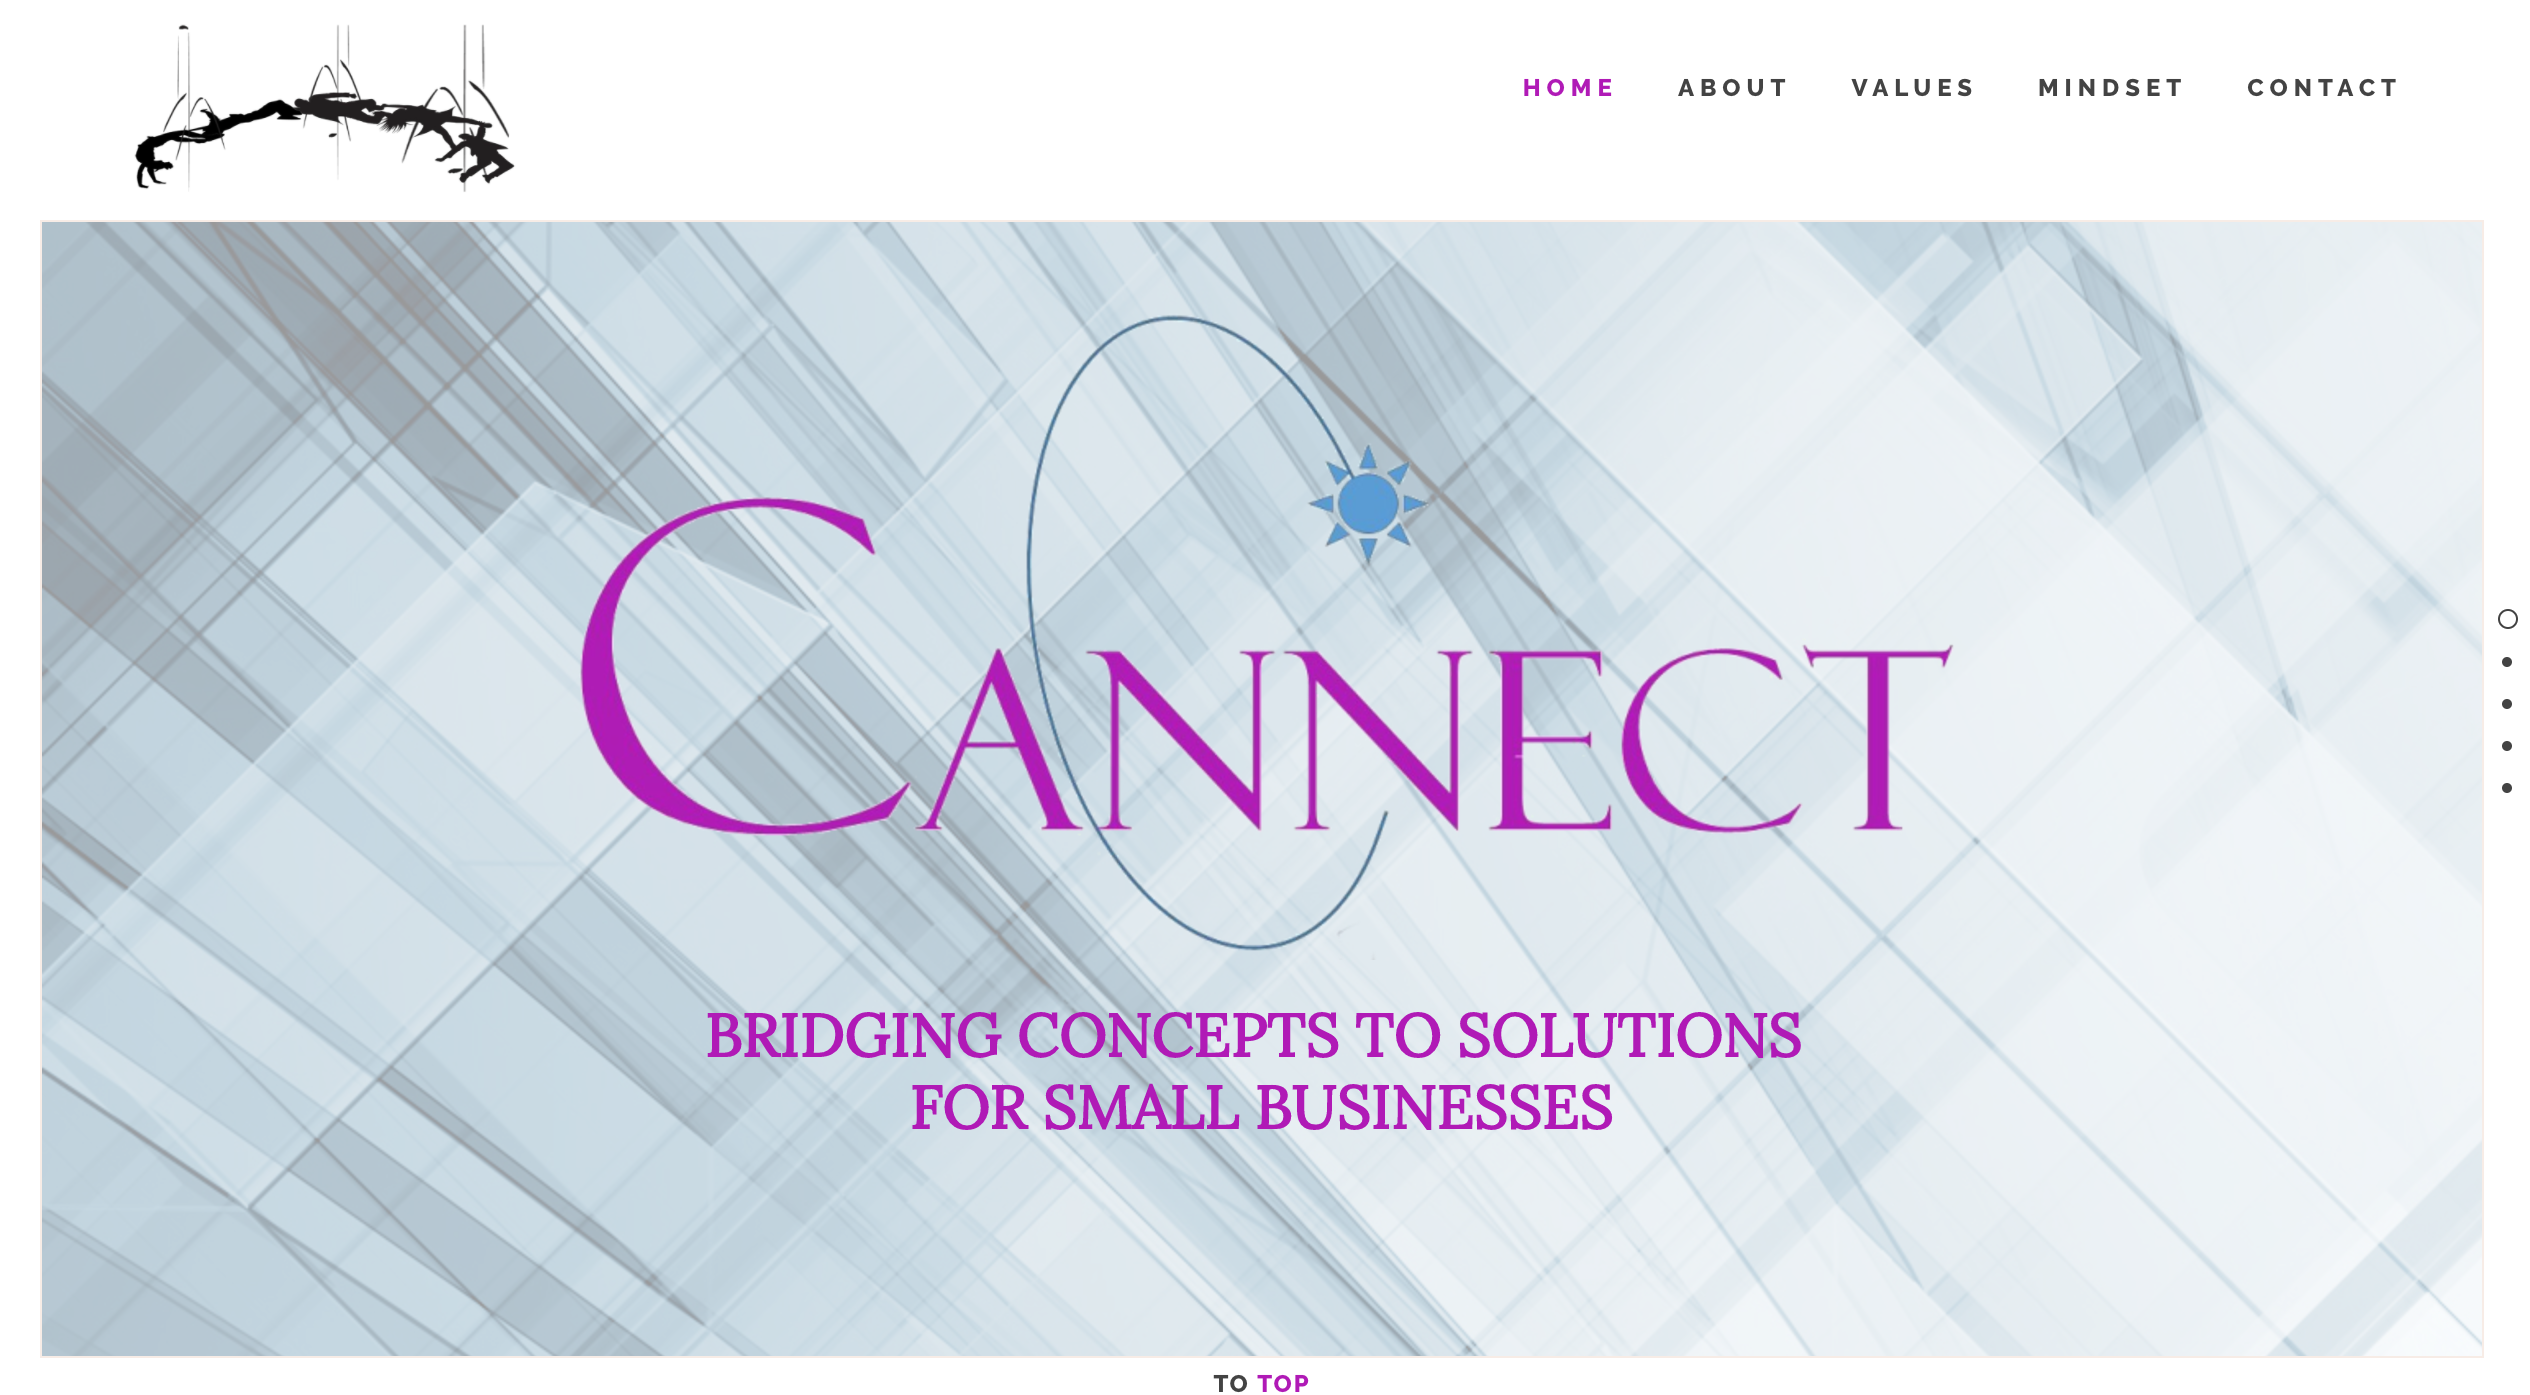 HOME ABOUT VALUES MINDSET CONTACT
CANNECT
BRIDGING CONCEPTS TO SOLUTIONS
FOR SMALL BUSINESSES
TO TOP